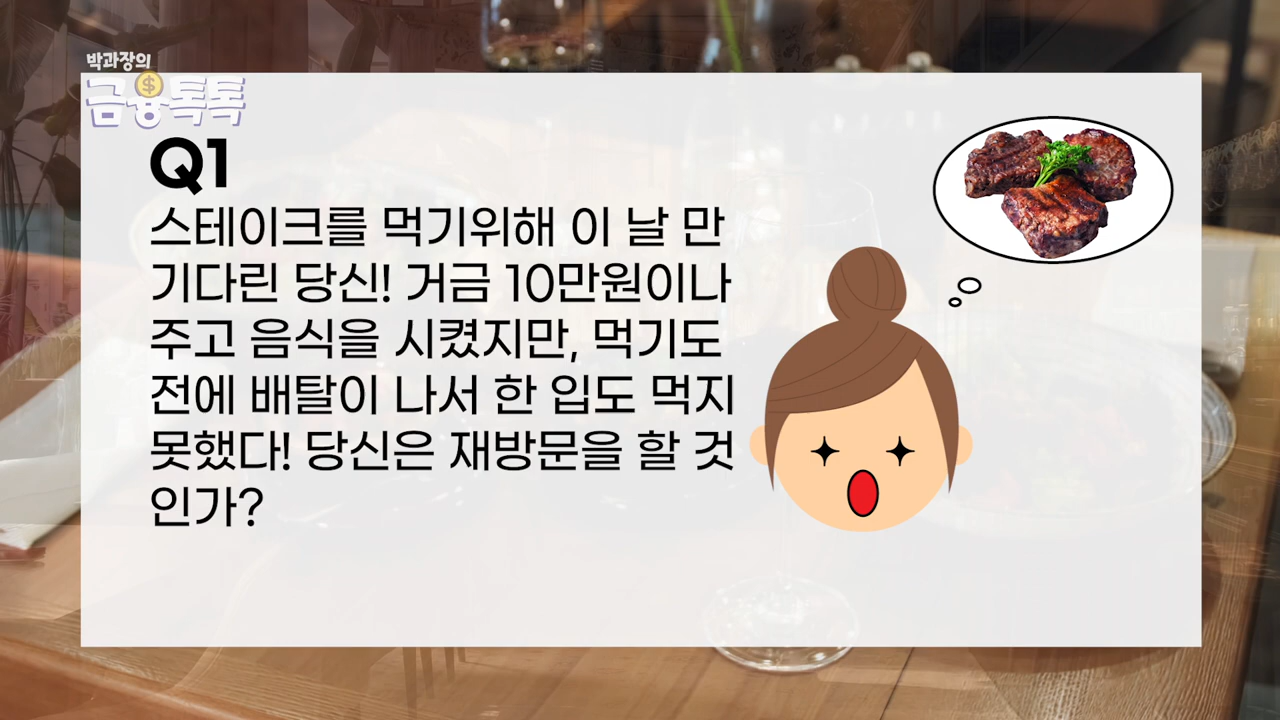 박과장의
금융톡톡
Q1
스테이크를 먹기위해 이 날 만
기다린 당신! 거금 10만원이나
주고 음식을 시켰지만, 먹기도
전에 배탈이 나서 한 입도 먹지
못했다! 당신은 재방문을 할 것
인가?